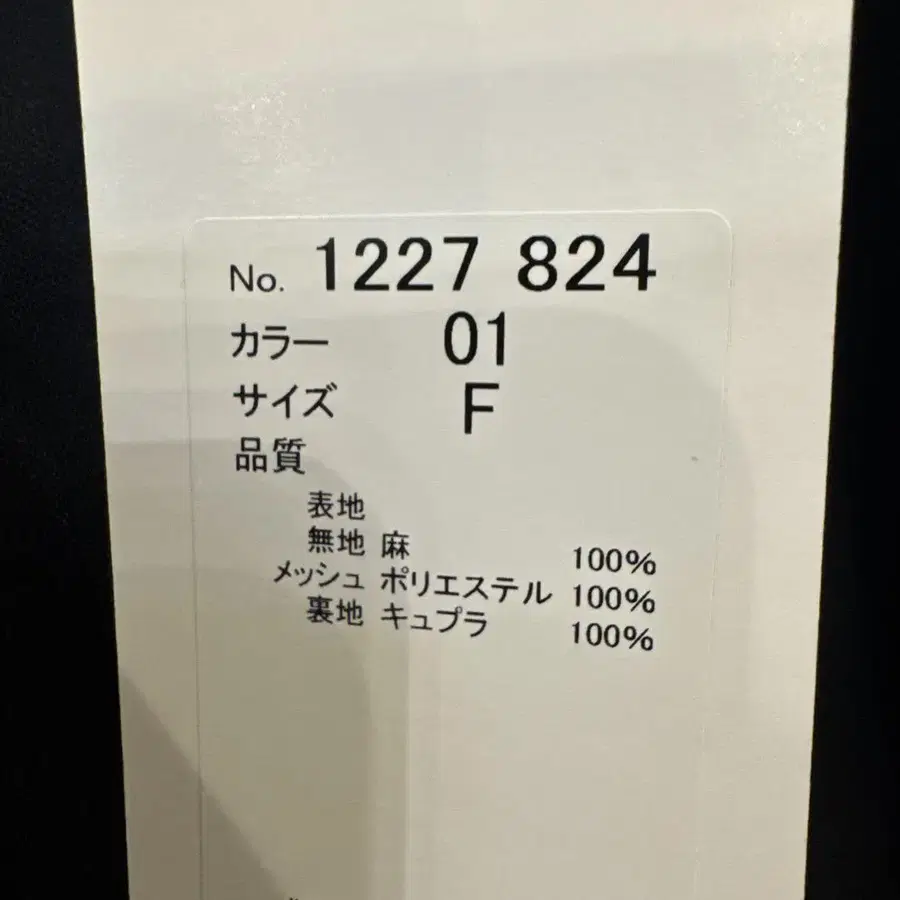 No. 1227 824
カラー 01
サイズ F
品質
表地
無地 麻 100%
メッシュ ポリエステル 100%
裏地 キュプラ 100%